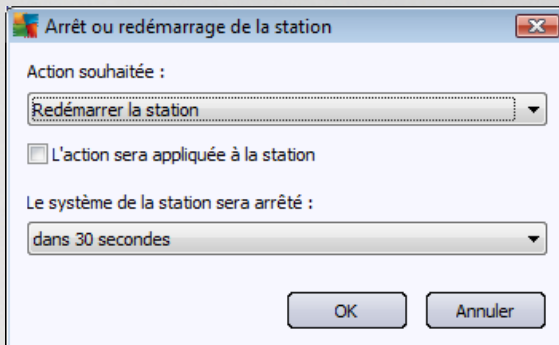 Arrêt ou redémarrage de la station
Action souhaitée :
Redémarrer la station
L'action sera appliquée à la station
Le système de la station sera arrêté :
dans 30 secondes
OK Annuler